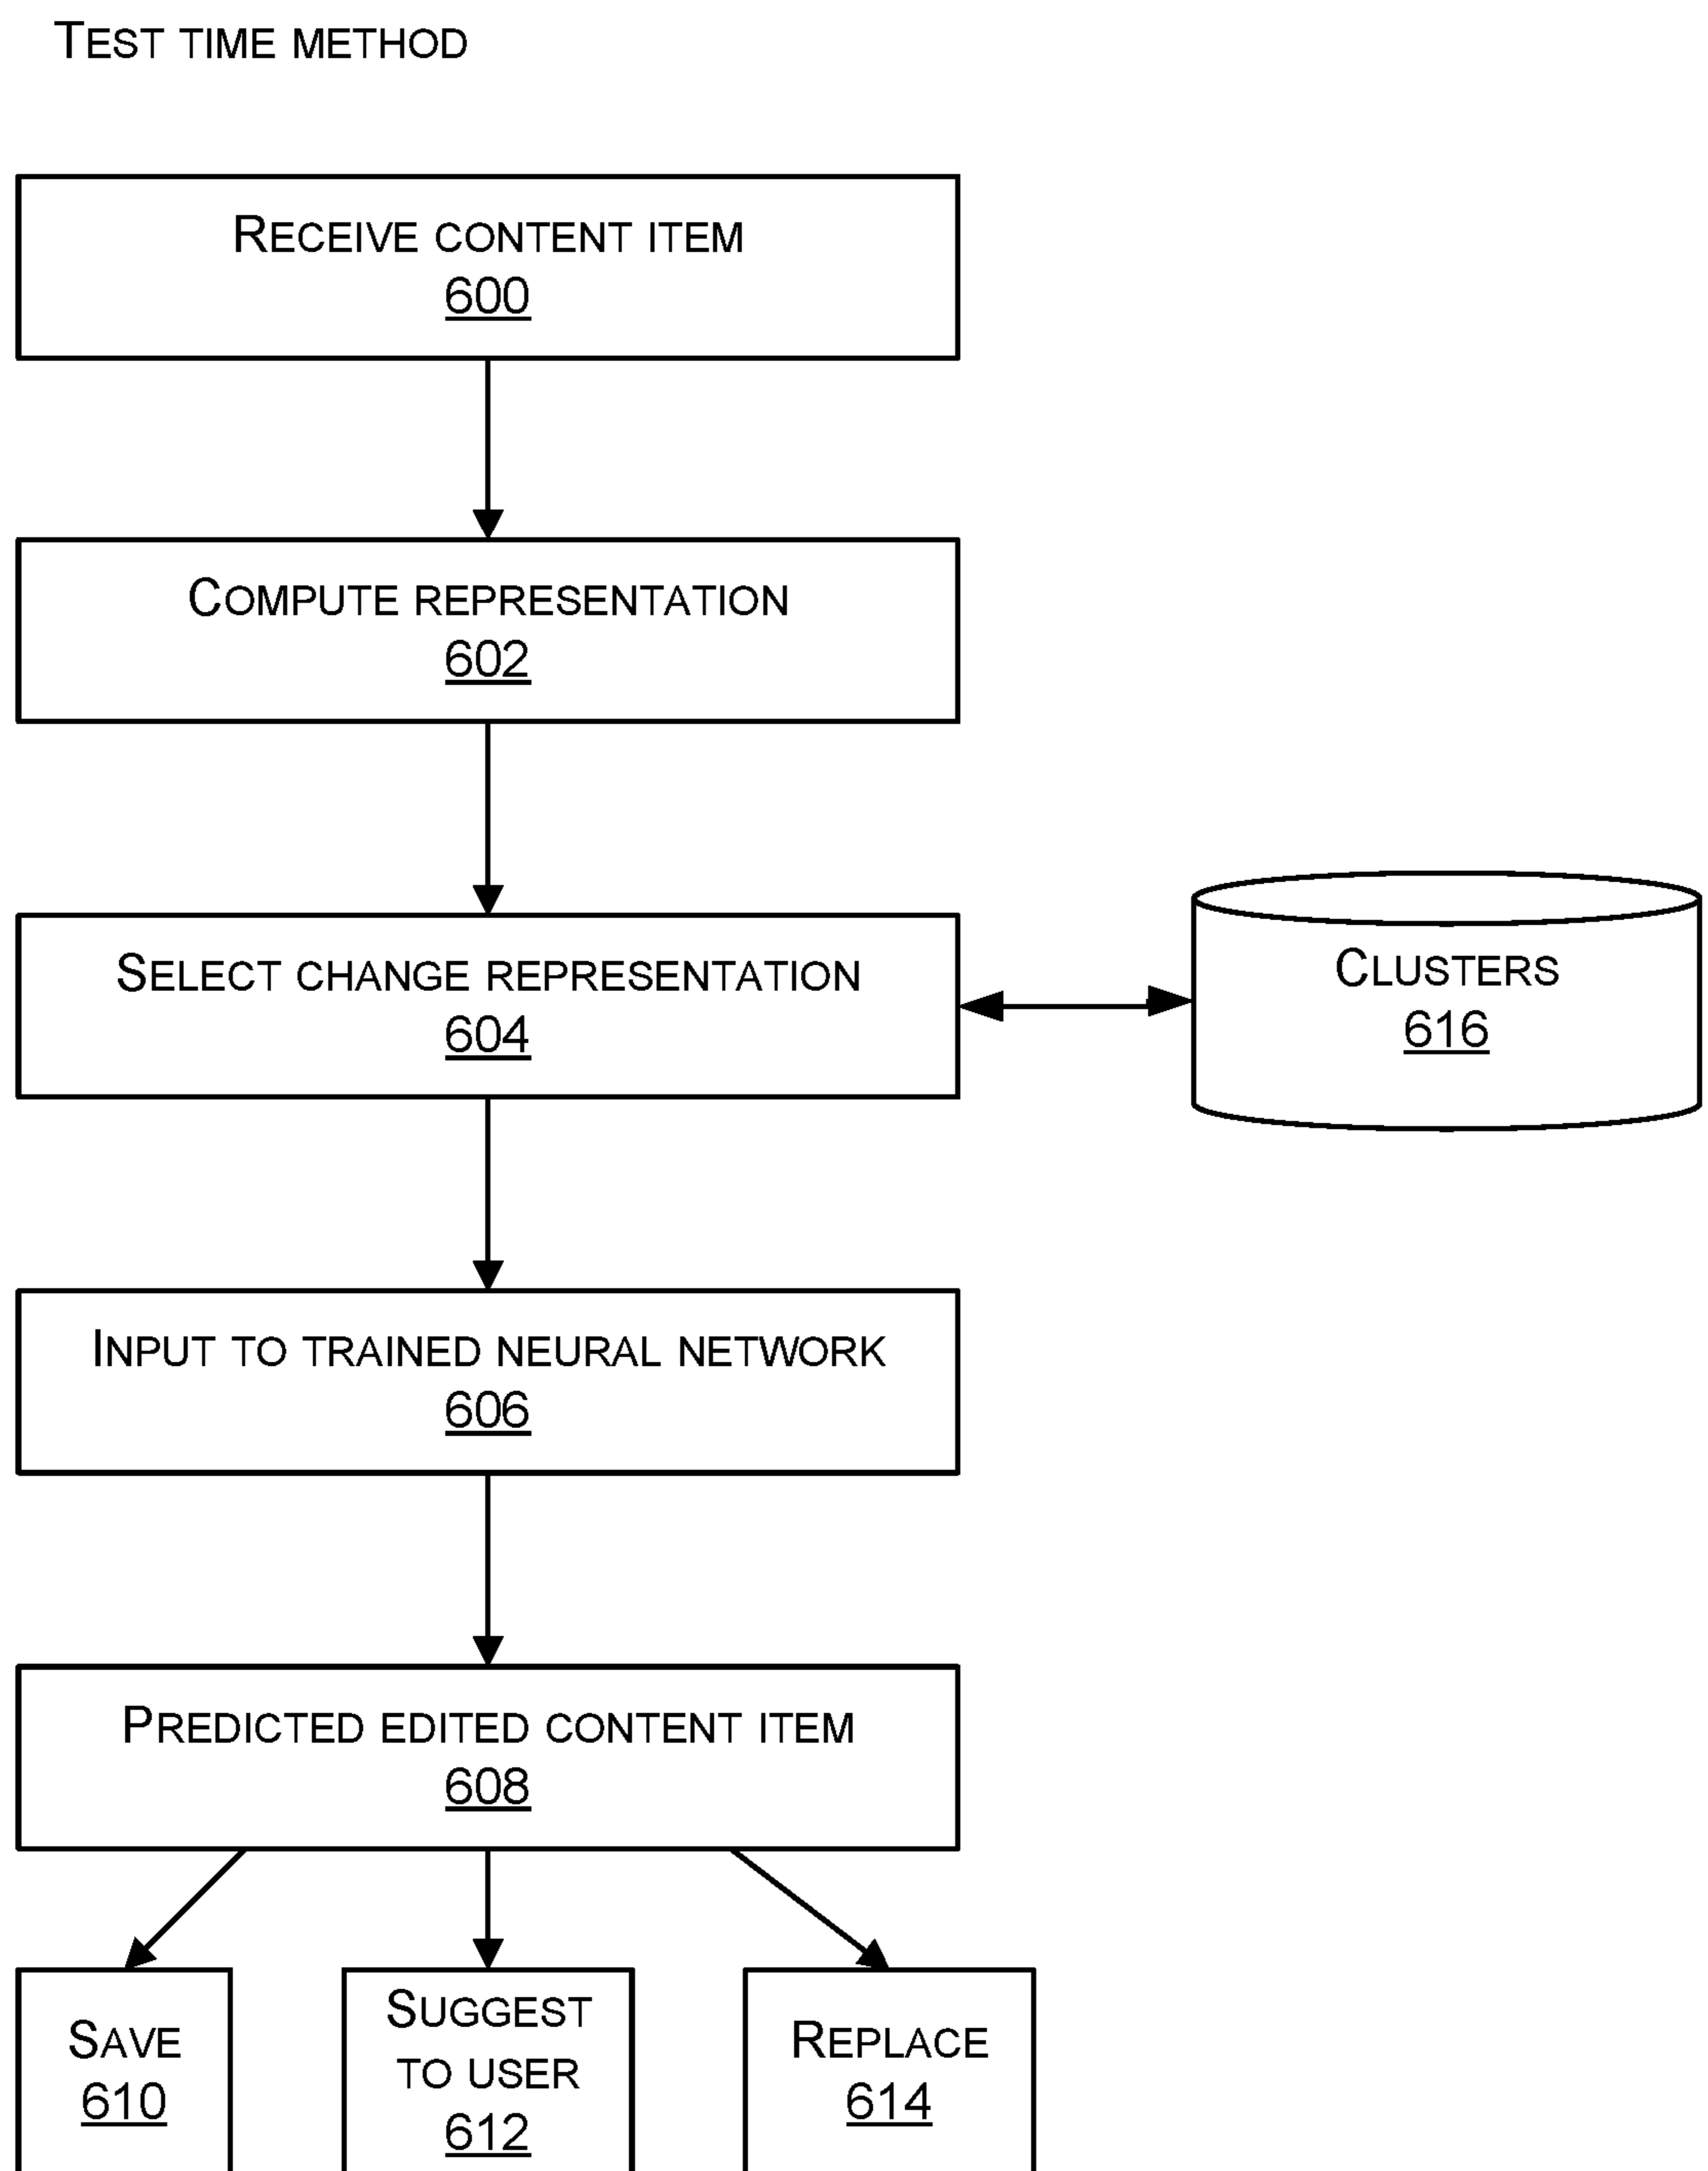 TEST TIME METHOD
RECEIVE CONTENT ITEM
600
COMPUTE REPRESENTATION
602
SELECT CHANGE REPRESENTATION
604
CLUSTERS
616
INPUT TO TRAINED NEURAL NETWORK
606
PREDICTED EDITED CONTENT ITEM
608
SAVE
610
SUGGEST
TO USER
612
REPLACE
614